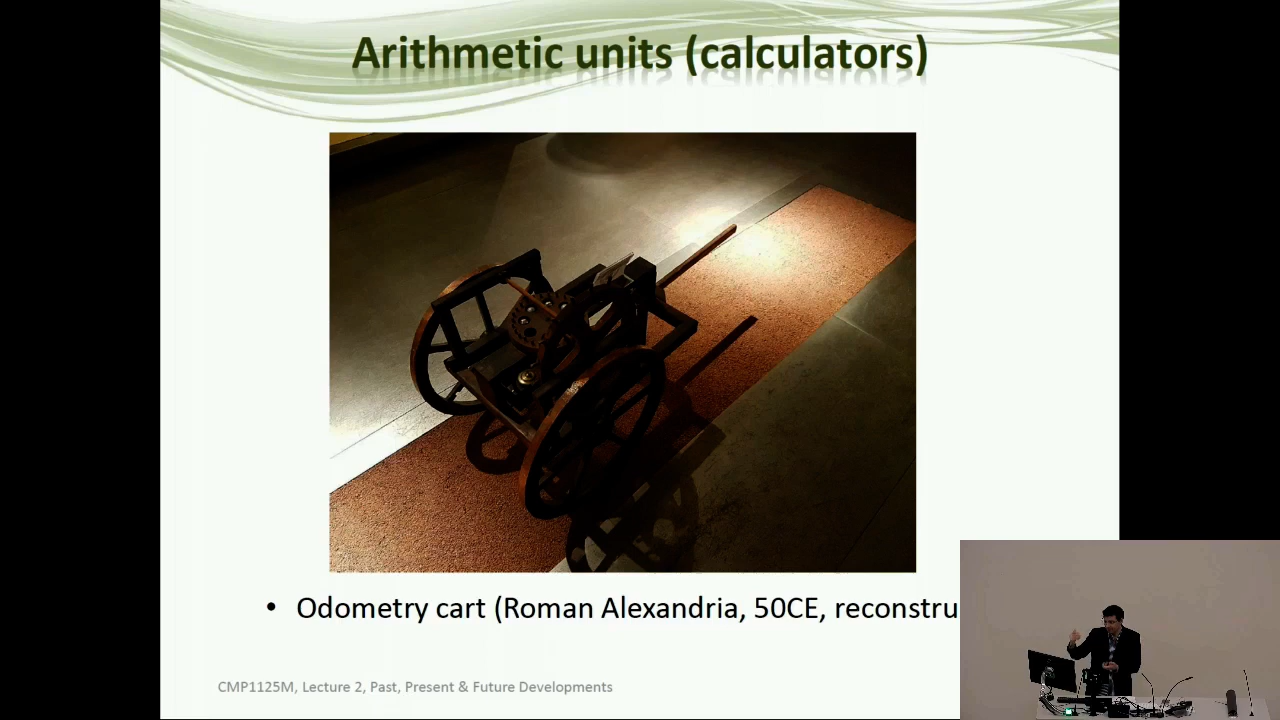 Arithmetic units (calculators)
• Odometry cart (Roman Alexandria, 50CE, reconstru
CMP1125M, Lecture 2, Past, Present & Future Developments